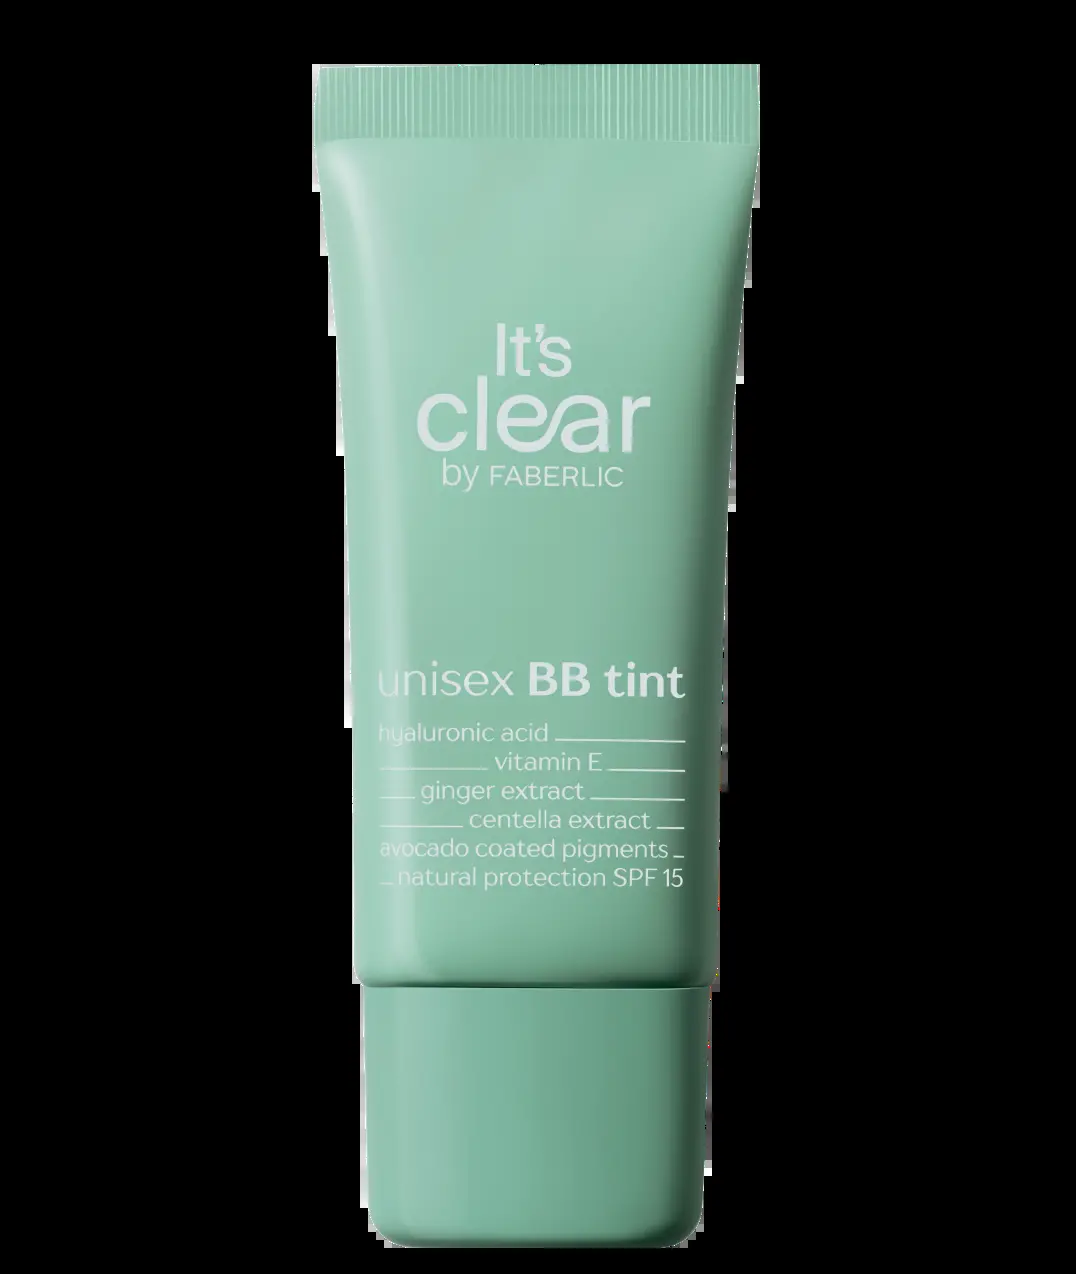 It's
clear
by FABERLIC
unisex BB tint
hyaluronic acid
vitamin E
ginger extract
centella extract
avocado coated pigments
natural protection SPF 15